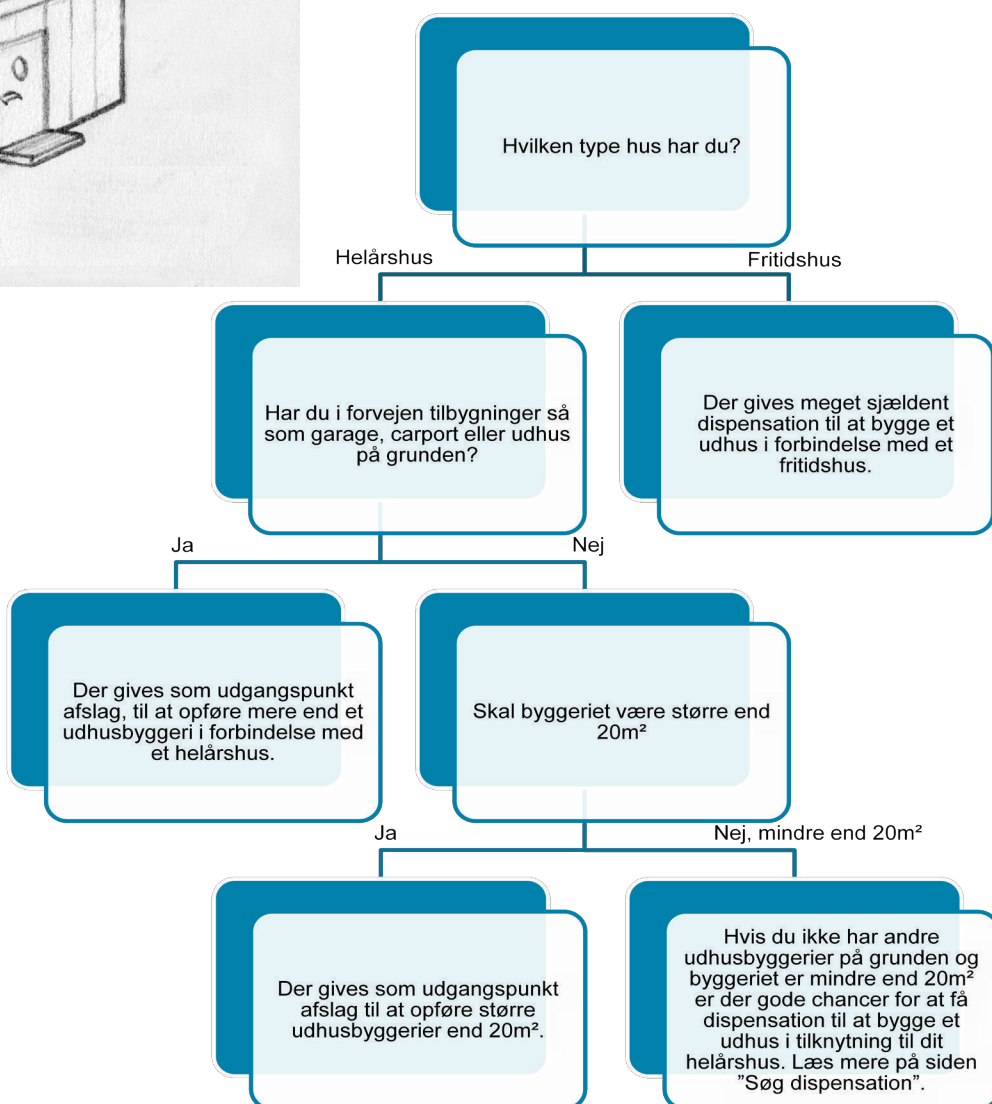 Hvilken type hus har du?
Helårshus
Fritidshus
Har du i forvejen tilbygninger så
som garage, carport eller udhus
på grunden?
Der gives meget sjældent
dispensation til at bygge et
udhus i forbindelse med et
fritidshus.
Ja
Nej
Der gives som udgangspunkt
afslag, til at opføre mere end et
udhusbyggeri i forbindelse med
et helårshus.
Skal byggeriet være større end
20m²
Ja
Nej, mindre end 20m²
Der gives som udgangspunkt
afslag til at opføre større
udhusbyggerier end 20m².
Hvis du ikke har andre
udhusbyggerier på grunden og
byggeriet er mindre end 20m²
er der gode chancer for at få
dispensation til at bygge et
udhus i tilknytning til dit
helårshus. Læs mere på siden
”Søg dispensation”.